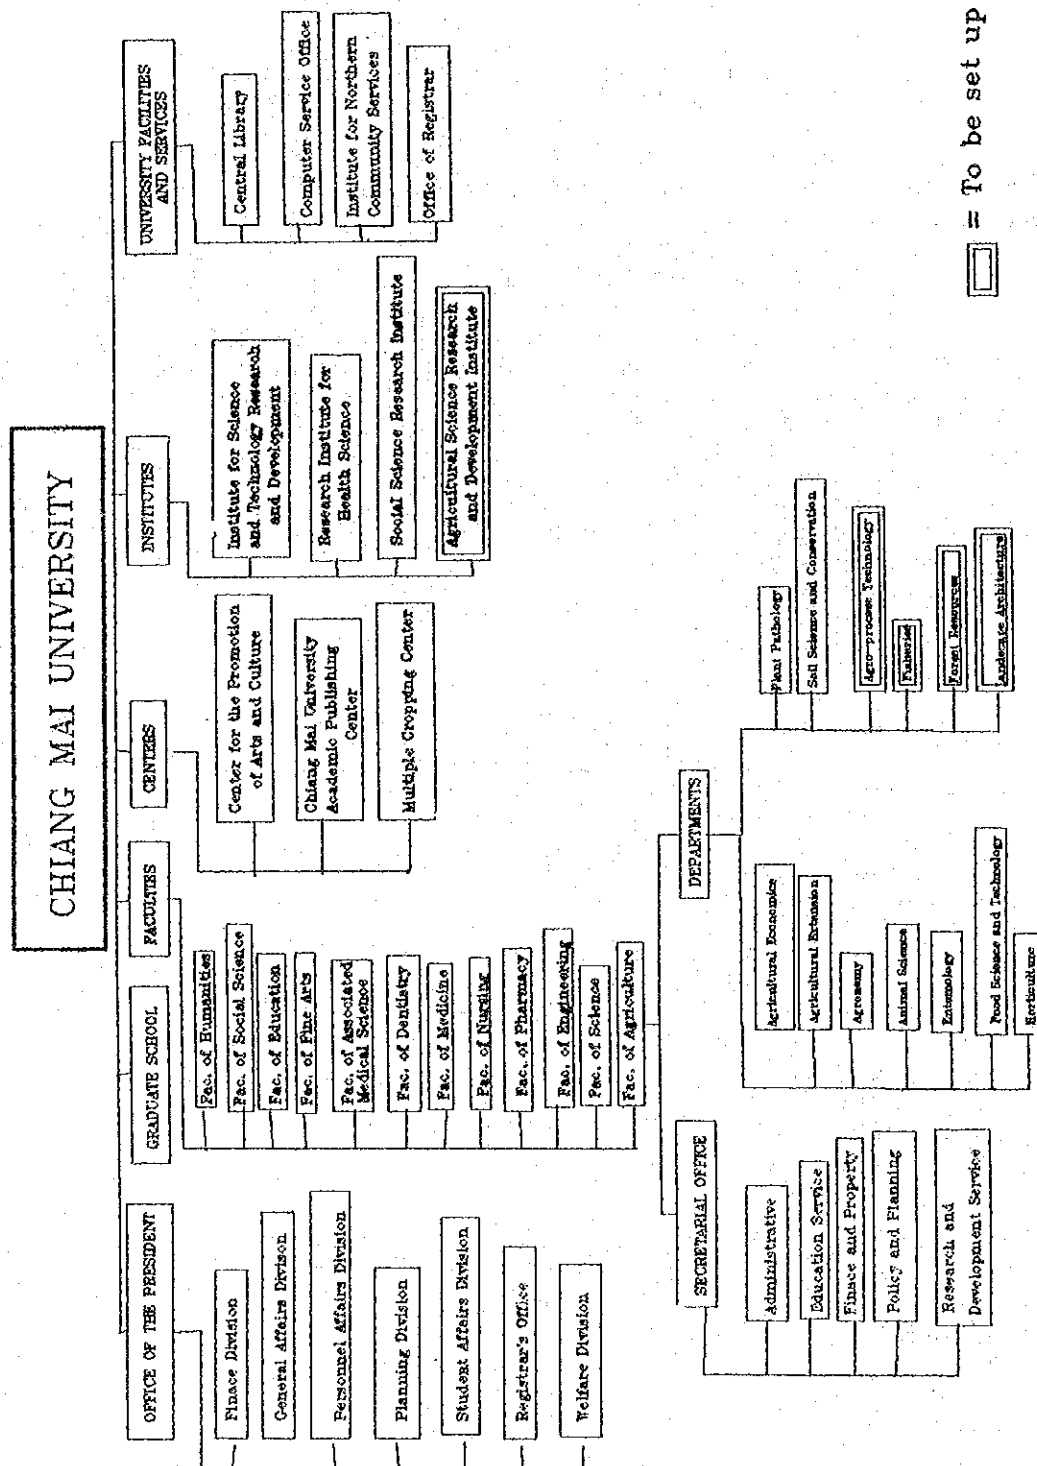 CHIANG MAI UNIVERSITY
OFFICE OF THE PRESIDENT
Finace Division
General Affairs Divison
Personnel Affairs Division
Planning Division
Student Affairs Division
Registrar's Office
Welfare Division
GRADUATE SCHOOL
FACULTIES
Fac. of Humanities
Fac. of Social Science
Fac. of Education
Fac. of Fine Arts
Fac. of Associated
Medical Science
Fac. of Dentistry
Fac. of Medicine
Fac. of Nursing
Fac. of Pharmacy
Fac. of Engineering
Fac. of Science
Fac. of Agriculture
SECRETARIAL OFFICE
Administrative
Education Service
Finance and Property
Policy and Planning
Research and
Development Service
DEPARTMENTS
Agricultural Economics
Agricultural Extension
Agronomy
Animal Science
Entomology
Food Science and Technology
Horticulture
Plant Pathology
Soil Science and Conservation
Agro-process Technology
Fisheries
Forest Resources
Landscape Architecture
CENTERS
Center for the Promotion
of Arts and Culture
Chiang Mai University
Academic Publishing
Center
Multiple Cropping Center
INSTITUTES
Institute for Science
and Technology Research
and Development
Research Institute for
Health Science
Social Science Research Institute
Agricultural Science Research
and Development Institute
UNIVERSITY FACILITIES
AND SERVICES
Central Library
Computer Service Office
Institute for Northern
Community Services
Office of Registrar
= To be set up